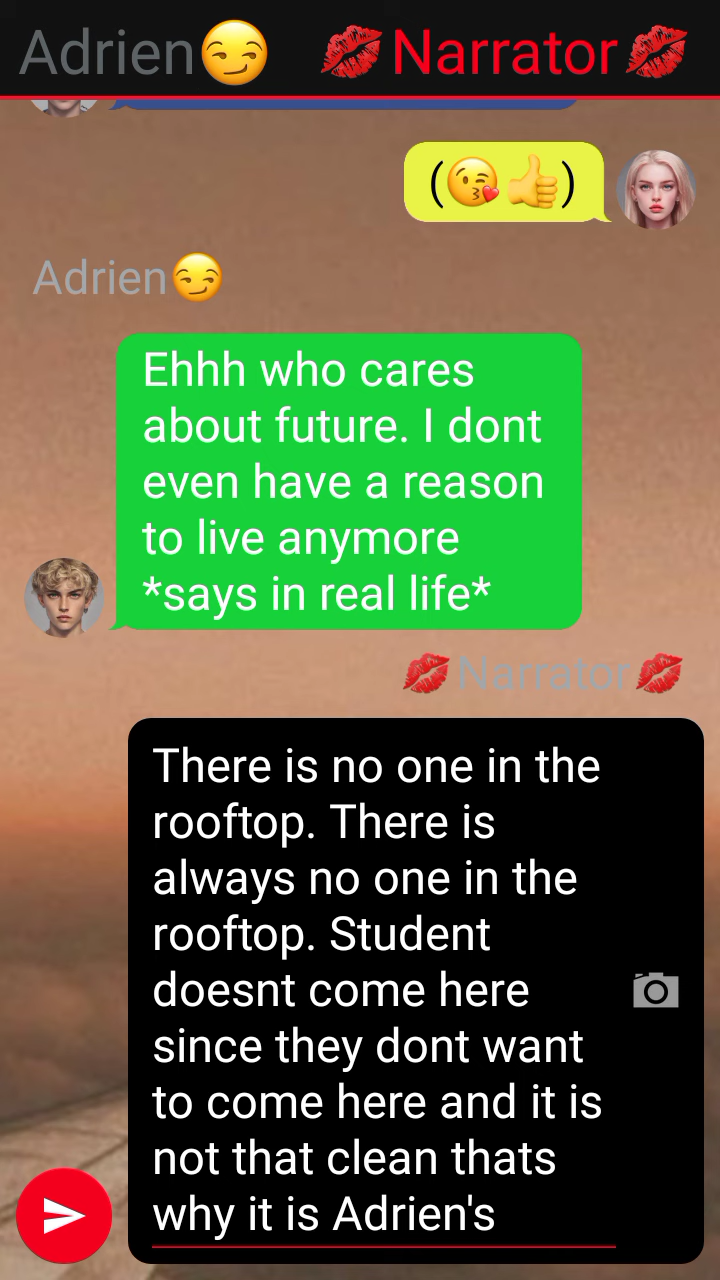 Adrien😏 💋Narrator💋
(😘👍)
Adrien😏
Ehhh who cares
about future. I dont
even have a reason
to live anymore
*says in real life*
💋Narrator💋
There is no one in the
rooftop. There is
always no one in the
rooftop. Student
doesnt come here
since they dont want
to come here and it is
not that clean thats
why it is Adrien's